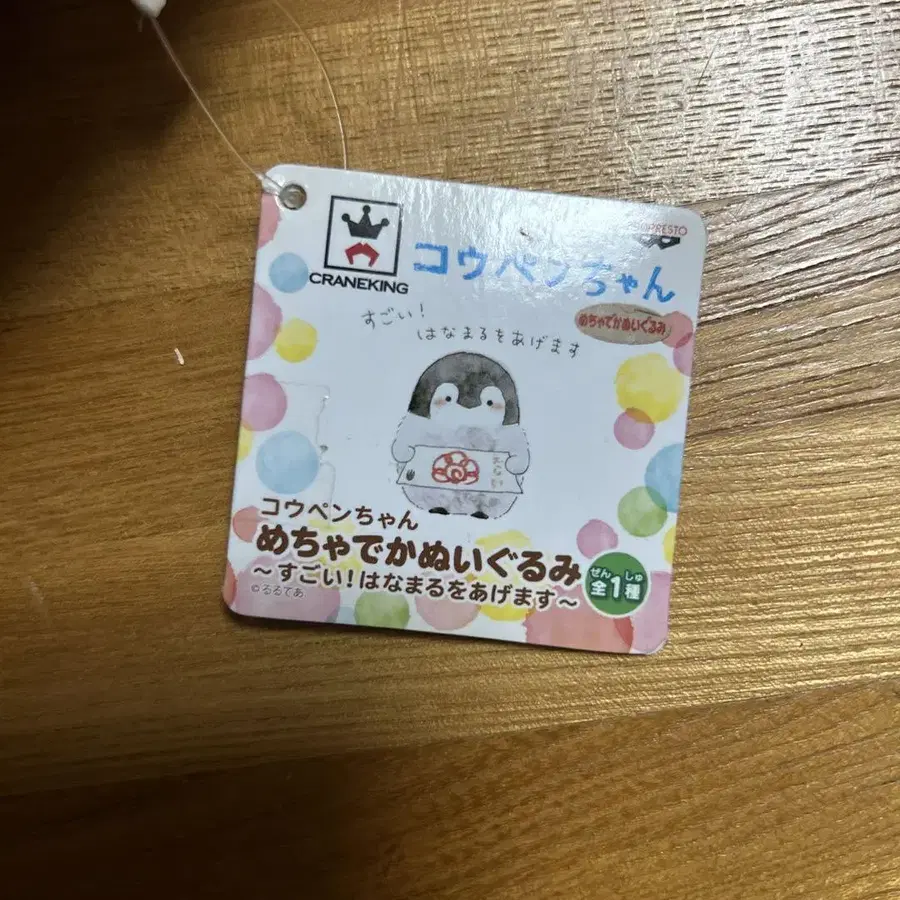 CRANEKING
コウペンちゃん
めちゃでかぬいぐるみ
すごい!
はなまるをあげます
コウペンちゃん
めちゃでかぬいぐるみ
～すごい!はなまるをあげます～
©るるてあ
ぜん しゅ
全1種